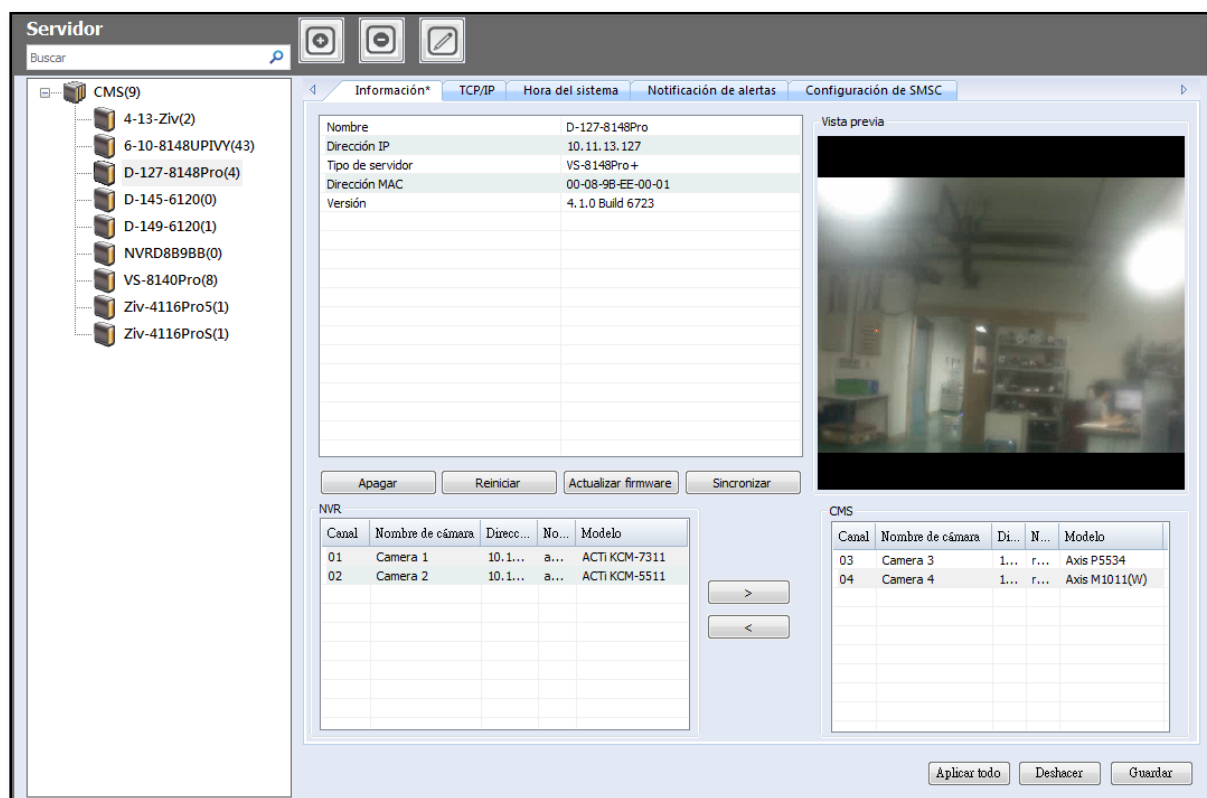 Servidor
Buscar
CMS(9)
4-13-Ziv(2)
6-10-8148UPIVY(43)
D-127-8148Pro(4)
D-145-6120(0)
D-149-6120(1)
NVRD8B9BB(0)
VS-8140Pro(8)
Ziv-4116Pro5(1)
Ziv-4116ProS(1)
Información* TCP/IP Hora del sistema Notificación de alertas Configuración de SMSC
Nombre D-127-8148Pro
Dirección IP 10.11.13.127
Tipo de servidor VS-8148Pro+
Dirección MAC 00-08-9B-EE-00-01
Versión 4.1.0 Build 6723
Vista previa
Apagar Reiniciar Actualizar firmware Sincronizar
NVR
Canal Nombre de cámara Direcc... No... Modelo
01 Camera 1 10.1... a... ACTi KCM-7311
02 Camera 2 10.1... a... ACTi KCM-5511
>
<
CMS
Canal Nombre de cámara Di... N... Modelo
03 Camera 3 1... r... Axis P5534
04 Camera 4 1... r... Axis M1011(W)
Aplicar todo Deshacer Guardar